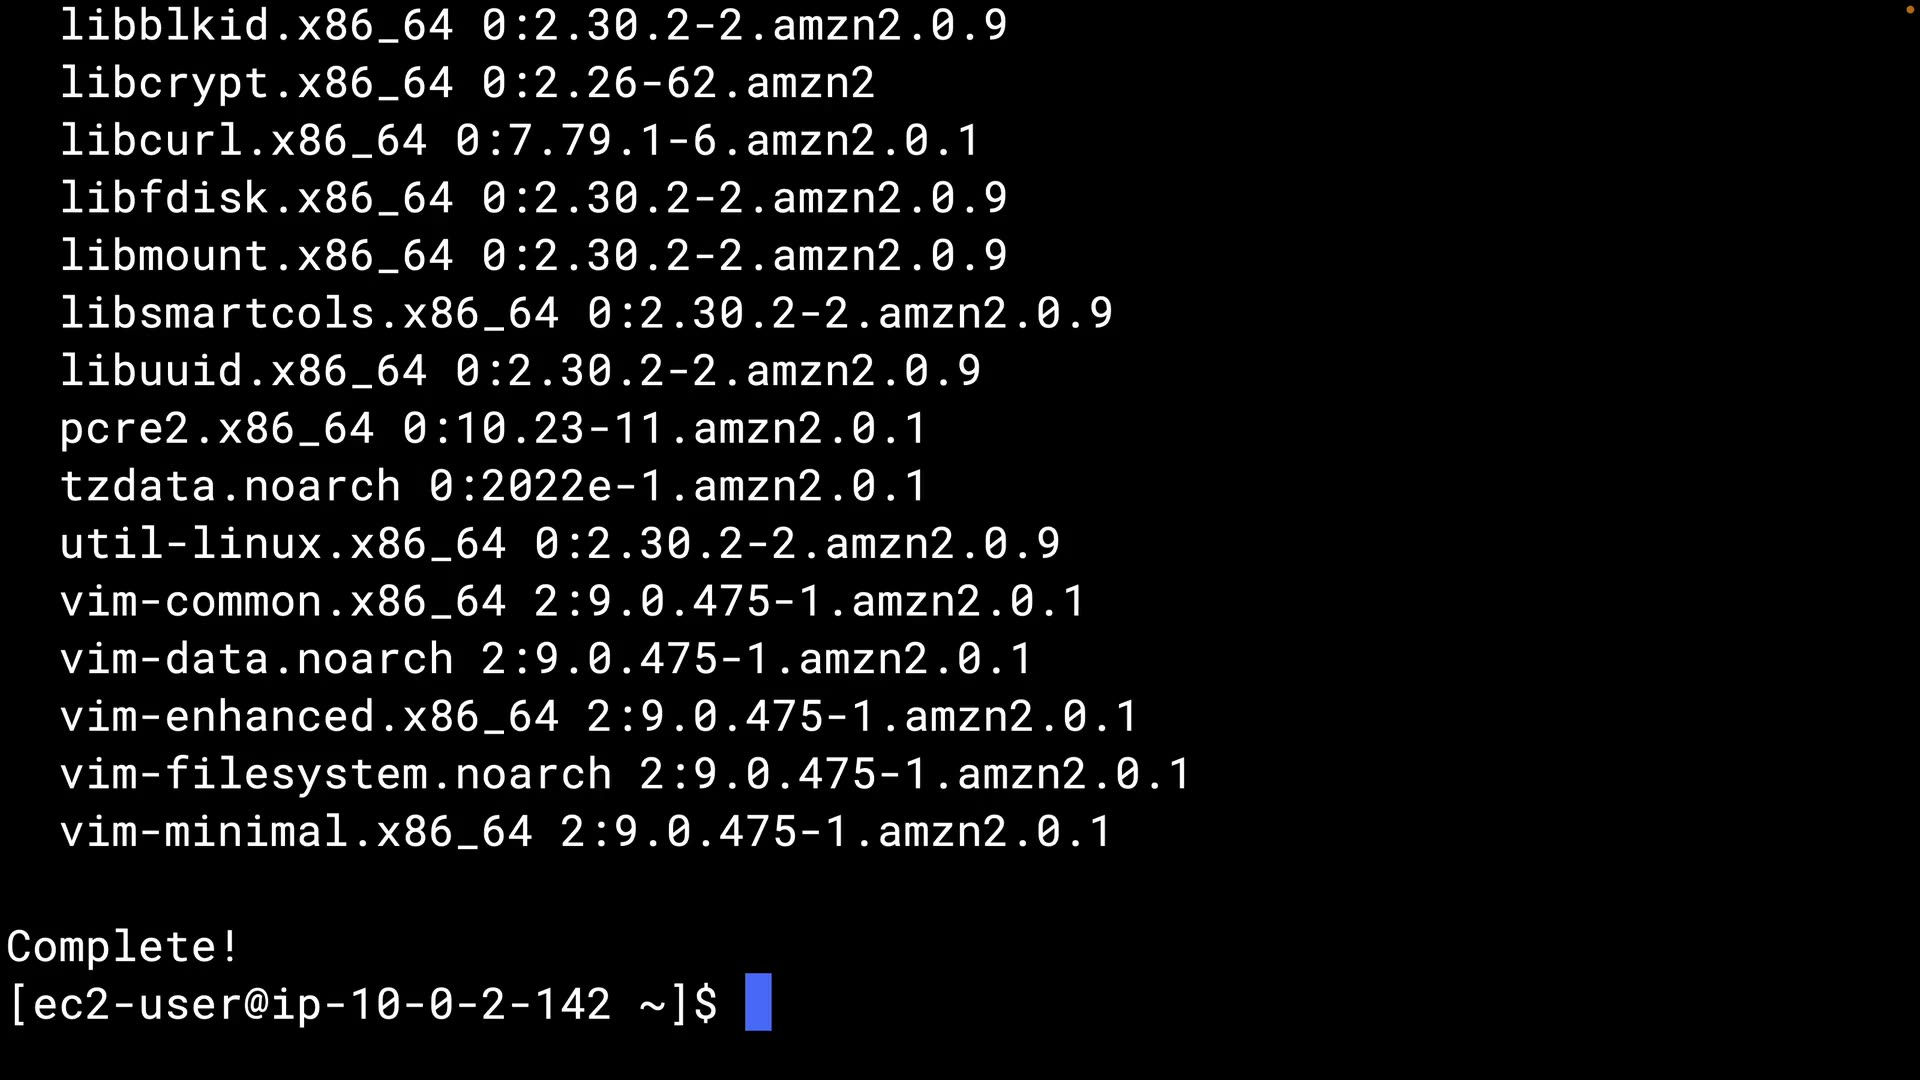 libblkid.x86_64 0:2.30.2-2.amzn2.0.9
libcrypt.x86_64 0:2.26-62.amzn2
libcurl.x86_64 0:7.79.1-6.amzn2.0.1
libfdisk.x86_64 0:2.30.2-2.amzn2.0.9
libmount.x86_64 0:2.30.2-2.amzn2.0.9
libsmartcols.x86_64 0:2.30.2-2.amzn2.0.9
libuuid.x86_64 0:2.30.2-2.amzn2.0.9
pcre2.x86_64 0:10.23-11.amzn2.0.1
tzdata.noarch 0:2022e-1.amzn2.0.1
util-linux.x86_64 0:2.30.2-2.amzn2.0.9
vim-common.x86_64 2:9.0.475-1.amzn2.0.1
vim-data.noarch 2:9.0.475-1.amzn2.0.1
vim-enhanced.x86_64 2:9.0.475-1.amzn2.0.1
vim-filesystem.noarch 2:9.0.475-1.amzn2.0.1
vim-minimal.x86_64 2:9.0.475-1.amzn2.0.1
Complete!
[ec2-user@ip-10-0-2-142 ~]$